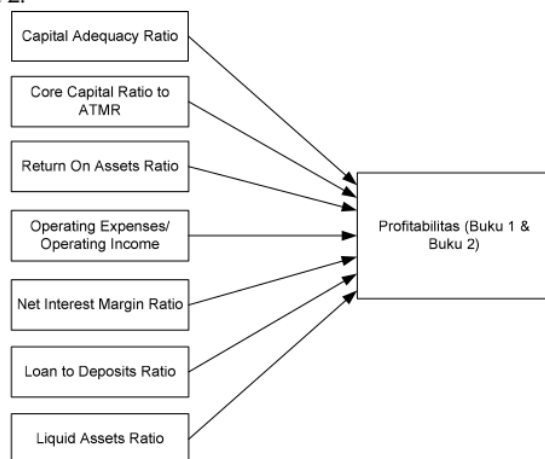 2.
Capital Adequacy Ratio
Core Capital Ratio to
ATMR
Return On Assets Ratio
Operating Expenses/
Operating Income
Net Interest Margin Ratio
Loan to Deposits Ratio
Liquid Assets Ratio
Profitabilitas (Buku 1 &
Buku 2)